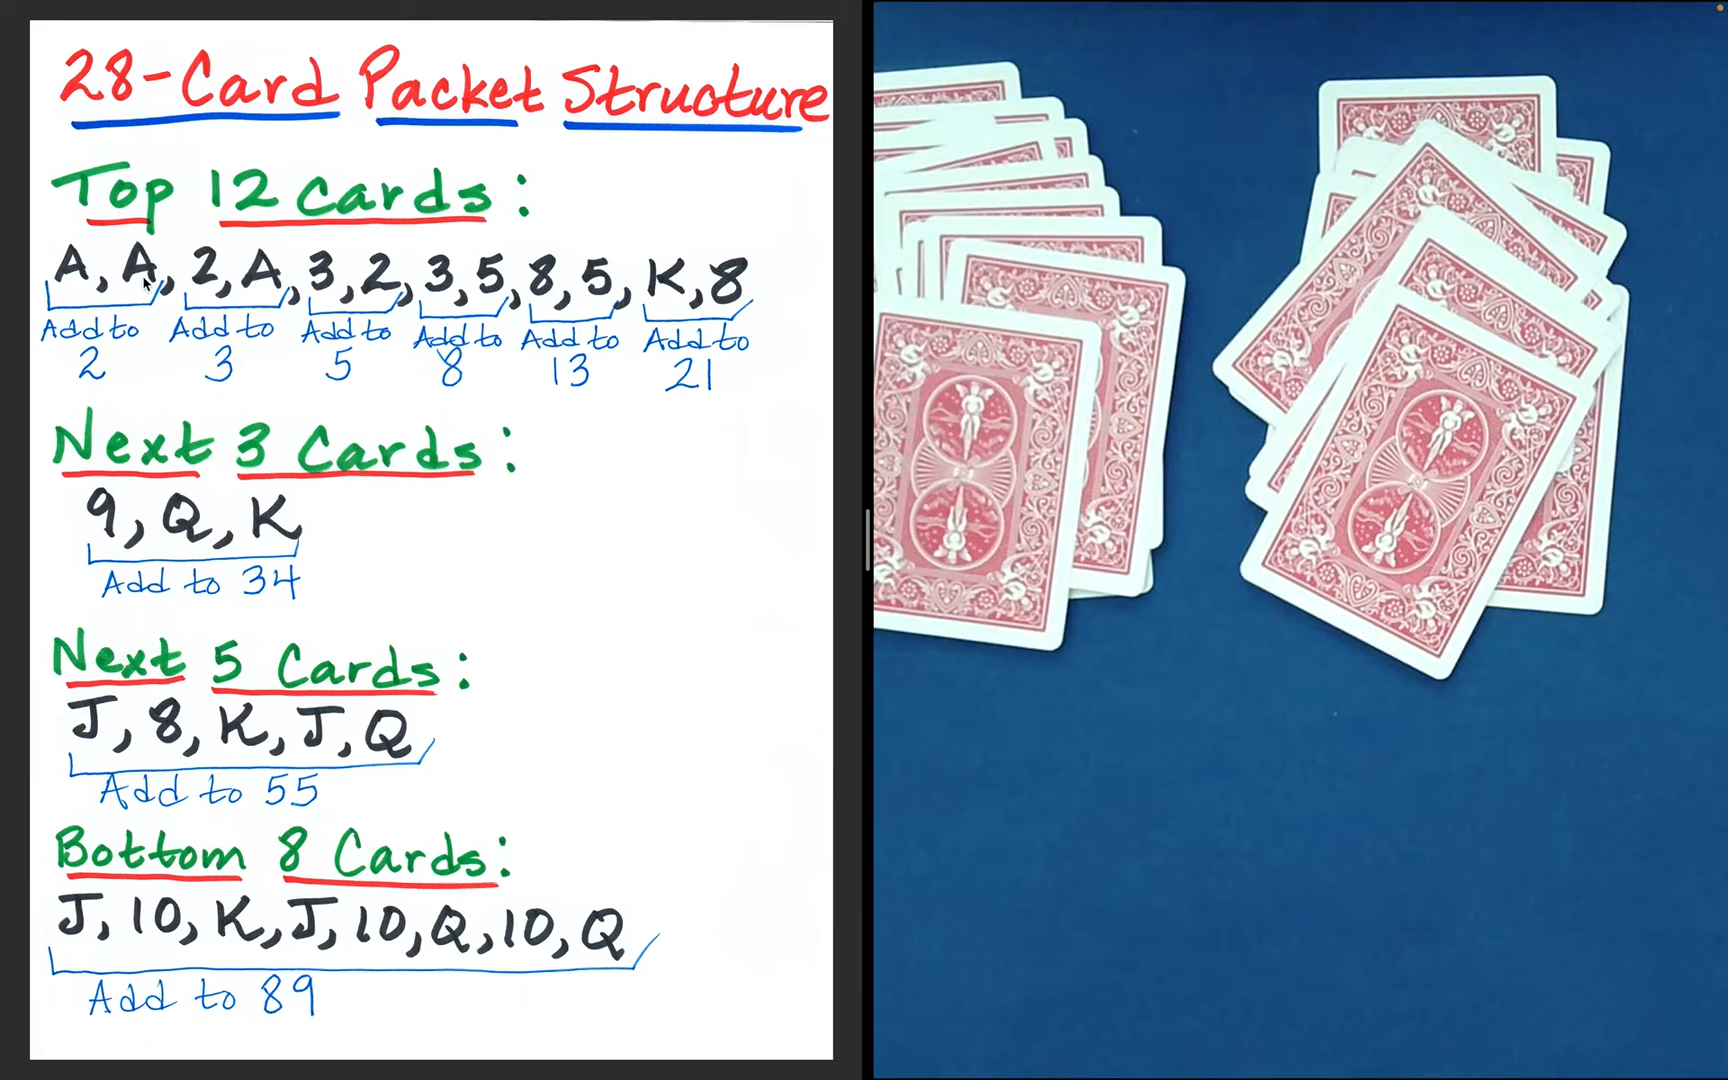 28-Card Packet Structure
Top 12 Cards:
A, A, 2, A, 3, 2, 3, 5, 8, 5, K, 8
Add to Add to Add to Add to Add to Add to
2 3 5 8 13 21
Next 3 Cards:
9, Q, K
Add to 34
Next 5 Cards:
J, 8, K, J, Q
Add to 55
Bottom 8 Cards:
J, 10, K, J, 10, Q, 10, Q
Add to 89